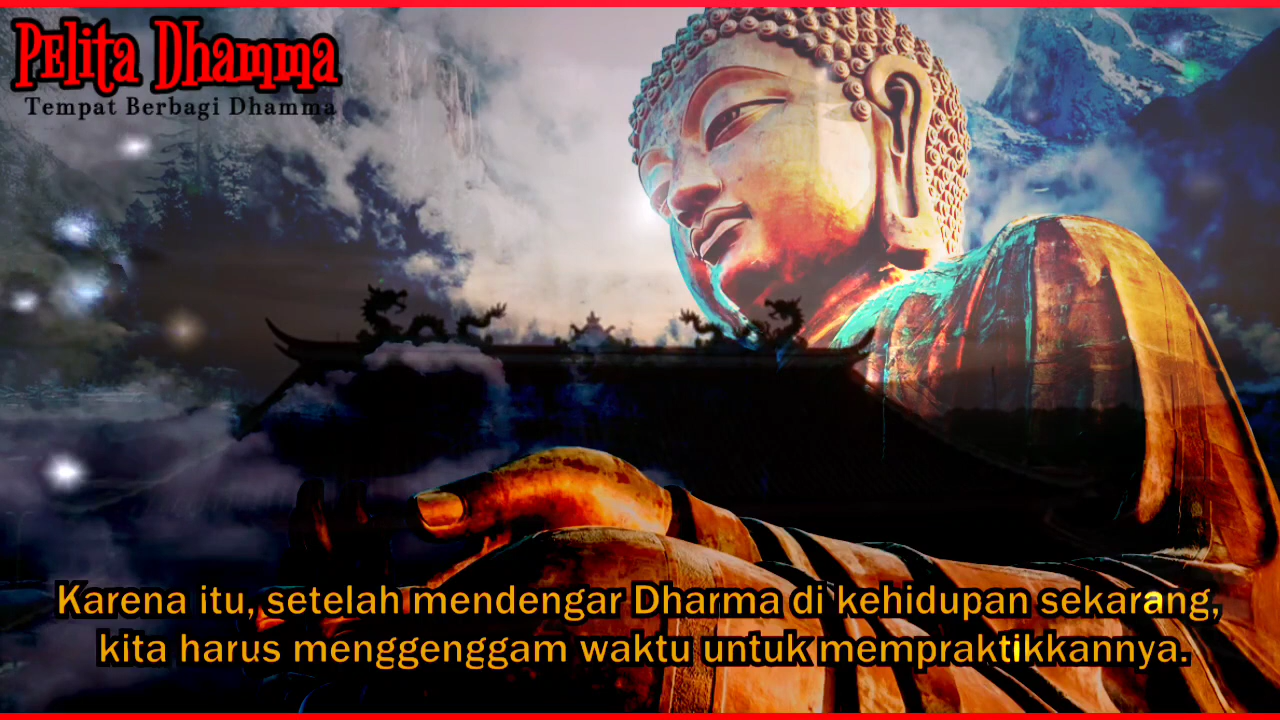 Pelita Dhamma
Tempat Berbagi Dhamma
Karena itu, setelah mendengar Dharma di kehidupan sekarang,
kita harus menggenggam waktu untuk mempraktikkannya.